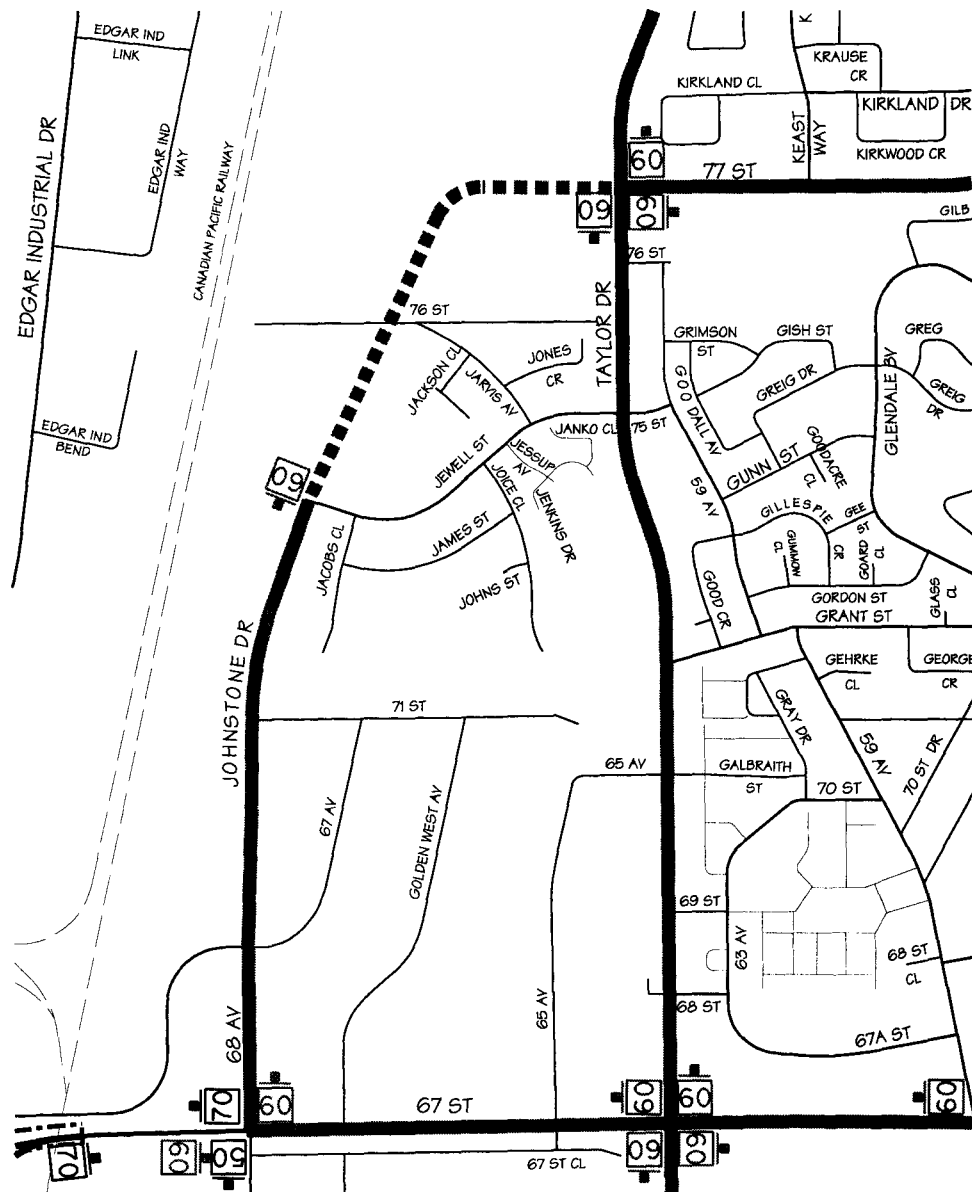 EDGAR IND
LINK
KRAUSE
CR
KIRKLAND CL
KIRKLAND DR
KEAST
WAY
KIRKWOOD CR
EDGAR IND
WAY
EDGAR INDUSTRIAL DR
CANADIAN PACIFIC RAILWAY
60
77 ST
60
60
GILB
76 ST
TAYLOR DR
76 ST
GRIMSON
ST
GISH ST
GREG
JACKSON CL
JONES
CR
JARVIS AV
GOODALL AV
GREIG DR
GREIG
DR
GLENDALE BV
EDGAR IND
BEND
JANKO CL
75 ST
JEWELL ST
JESSUP
AV
GUNN ST
GOODACRE
CL
60
JOICE CL
JENKINS DR
59 AV
GILLESPIE
CR
GEE
ST
JACOBS CL
JAMES ST
GUMMOW
CL
GOARD
CL
JOHNS ST
GOOD CR
GORDON ST
GLASS
CL
GRANT ST
JOHNSTONE DR
GEHRKE
CL
GEORGE
CR
71 ST
GRAY DR
59 AV
70 ST DR
65 AV
GALBRAITH
ST
70 ST
67 AV
GOLDEN WEST AV
69 ST
63 AV
68 ST
CL
65 AV
68 ST
68 AV
67A ST
70
60
67 ST
60
60
60
70
60
50
67 ST CL
60
60